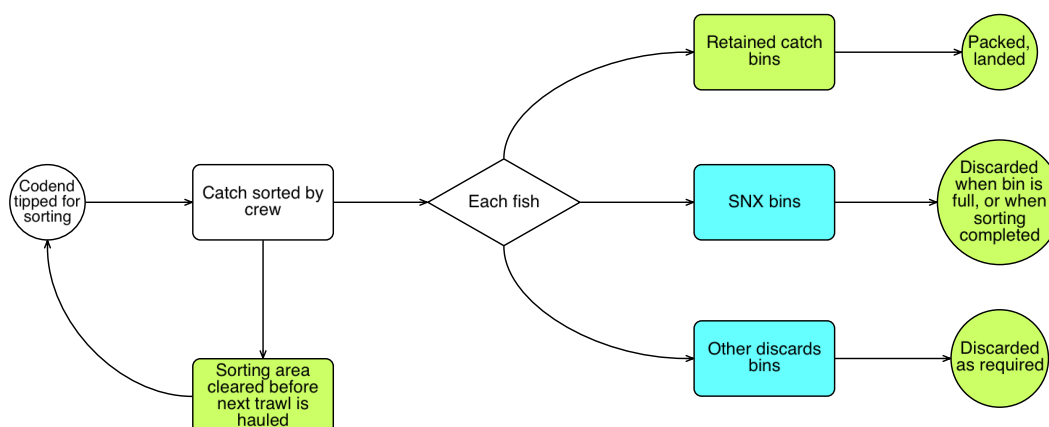 Codend
tipped for
sorting
Catch sorted by
crew
Sorting area
cleared before
next trawl is
hauled
Each fish
Retained catch
bins
Packed,
landed
SNX bins
Discarded
when bin is
full, or when
sorting
completed
Other discards
bins
Discarded
as required